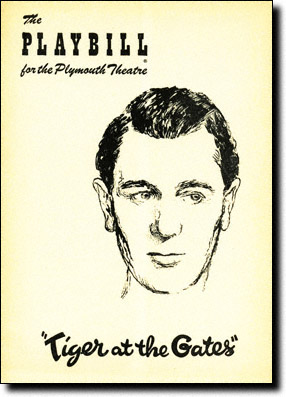 The
PLAYBILL®
for the Plymouth Theatre
"Tiger at the Gates"